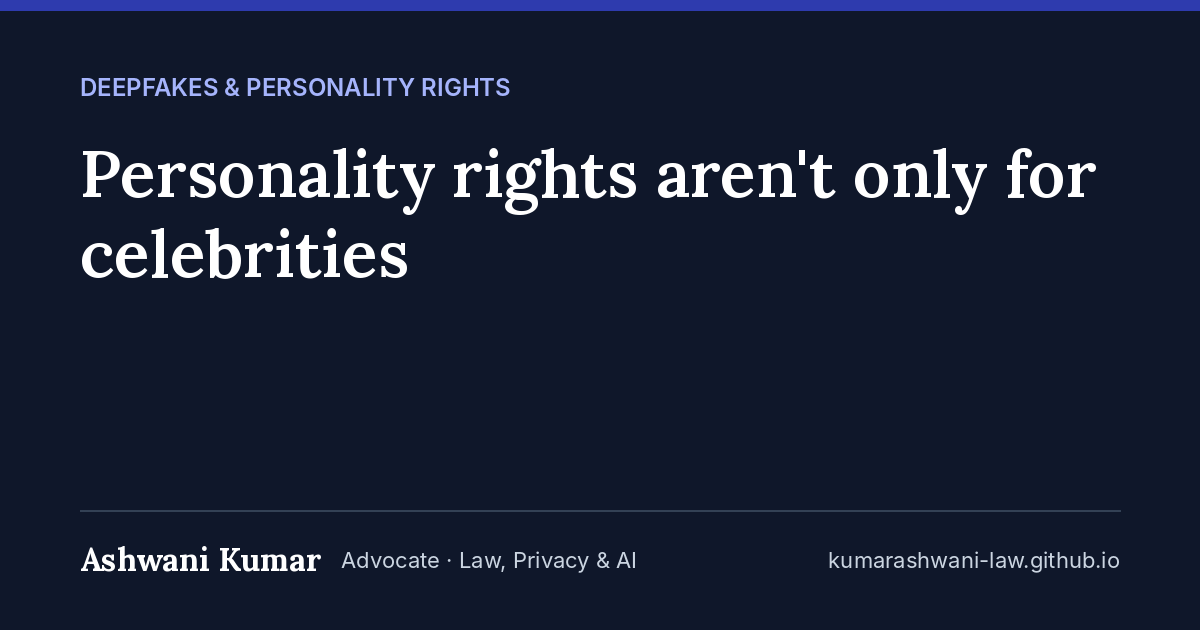 DEEPFAKES & PERSONALITY RIGHTS
Personality rights aren't only for
celebrities
Ashwani Kumar Advocate · Law, Privacy & AI kumarashwani-law.github.io